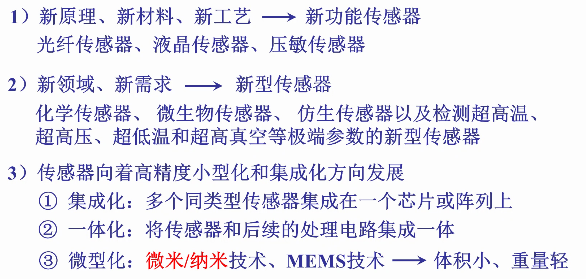 1）新原理、新材料、新工艺 → 新功能传感器
光纤传感器、液晶传感器、压敏传感器
2）新领域、新需求 → 新型传感器
化学传感器、 微生物传感器、 仿生传感器以及检测超高温、
超高压、超低温和超高真空等极端参数的新型传感器
3）传感器向着高精度小型化和集成化方向发展
① 集成化：多个同类型传感器集成在一个芯片或阵列上
② 一体化：将传感器和后续的处理电路集成一体
③ 微型化：微米/纳米技术、MEMS技术 → 体积小、重量轻